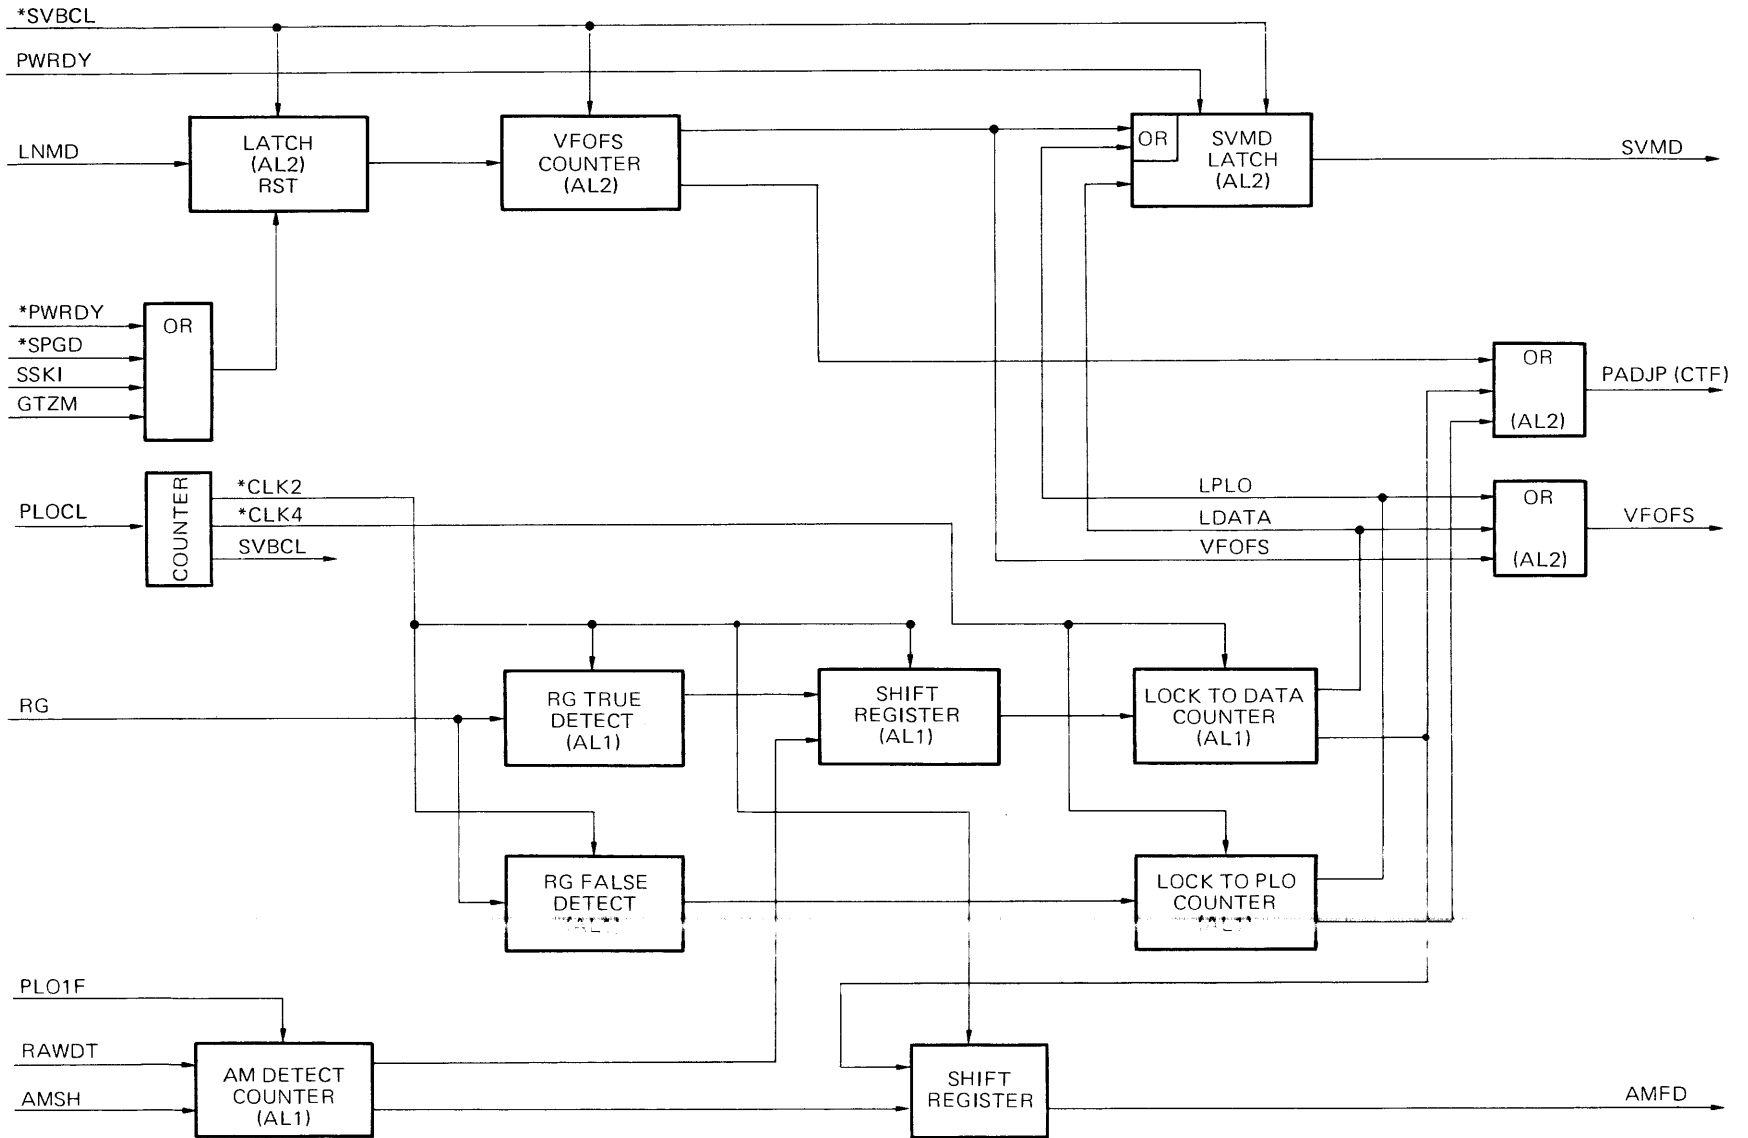 *SVBCL
PWRDY
LNMD
LATCH
(AL2)
RST
VFOFS
COUNTER
(AL2)
OR
SVMD
LATCH
(AL2)
SVMD
*PWRDY
*SPGD
SSKI
GTZM
OR
OR
(AL2)
PADJP (CTF)
PLOCL
COUNTER
*CLK2
*CLK4
SVBCL
LPLO
LDATA
VFOFS
OR
(AL2)
VFOFS
RG
RG TRUE
DETECT
(AL1)
SHIFT
REGISTER
(AL1)
LOCK TO DATA
COUNTER
(AL1)
RG FALSE
DETECT
LOCK TO PLO
COUNTER
PLO1F
RAWDT
AMSH
AM DETECT
COUNTER
(AL1)
SHIFT
REGISTER
AMFD